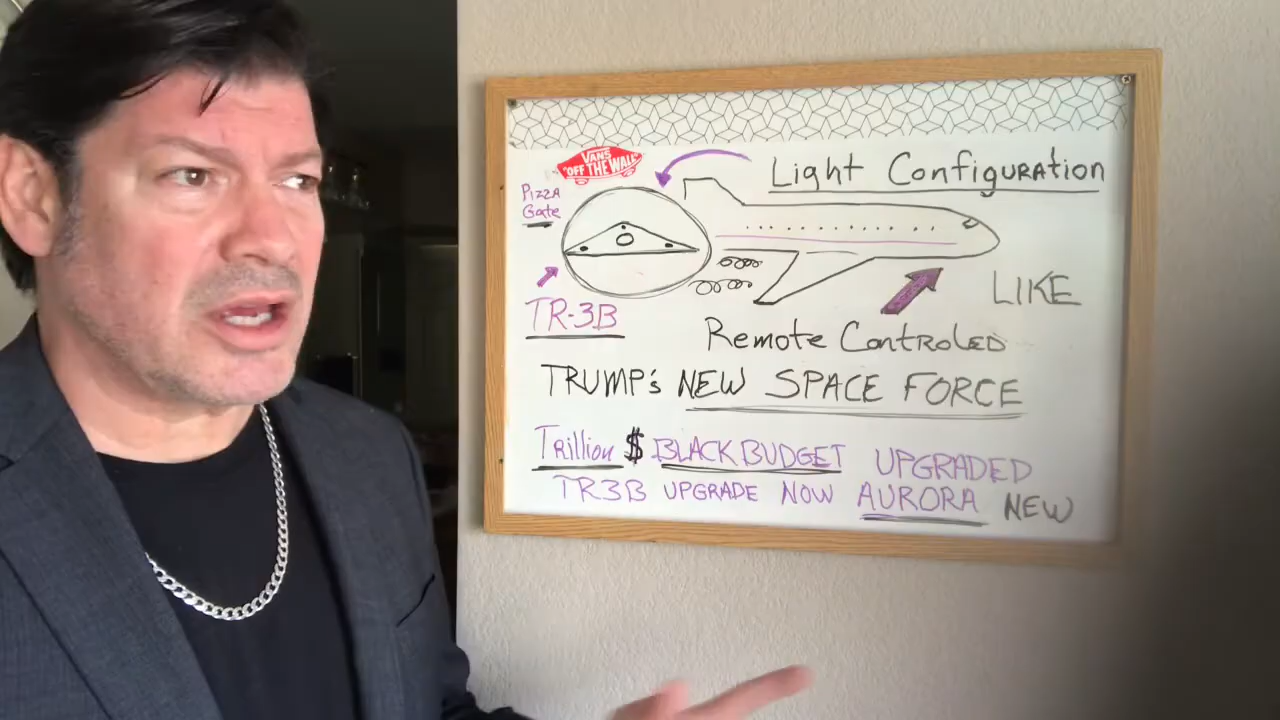 Light Configuration
VANS
"OFF THE WALL"
Pizza
Gate
TR-3B
LIKE
Remote Controled
TRUMP's NEW SPACE FORCE
Trillion $ BLACK BUDGET UPGRADED
TR3B UPGRADE NOW AURORA NEW